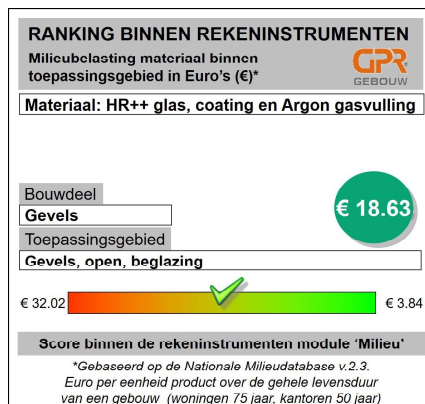 RANKING BINNEN REKENINSTRUMENTEN
Milieubelasting materiaal binnen
toepassingsgebied in Euro's (€)*
GPR
GEBOUW
Materiaal: HR++ glas, coating en Argon gasvulling
Bouwdeel
Gevels
€ 18.63
Toepassingsgebied
Gevels, open, beglazing
€ 32.02
€ 3.84
Score binnen de rekeninstrumenten module 'Milieu'
*Gebaseerd op de Nationale Milieudatabase v.2.3.
Euro per eenheid product over de gehele levensduur
van een gebouw (woningen 75 jaar, kantoren 50 jaar)